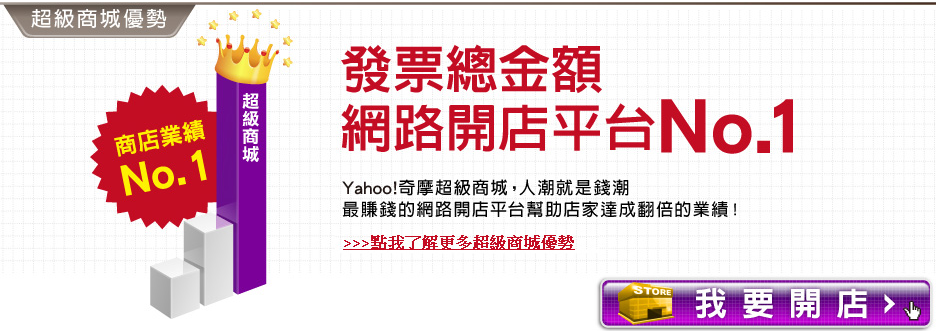 超級商城優勢
超級商城
商店業績
No.1
發票總金額
網路開店平台No.1
Yahoo!奇摩超級商城，人潮就是錢潮
最賺錢的網路開店平台幫助店家達成翻倍的業績！
>>>點我了解更多超級商城優勢
STORE
我要開店